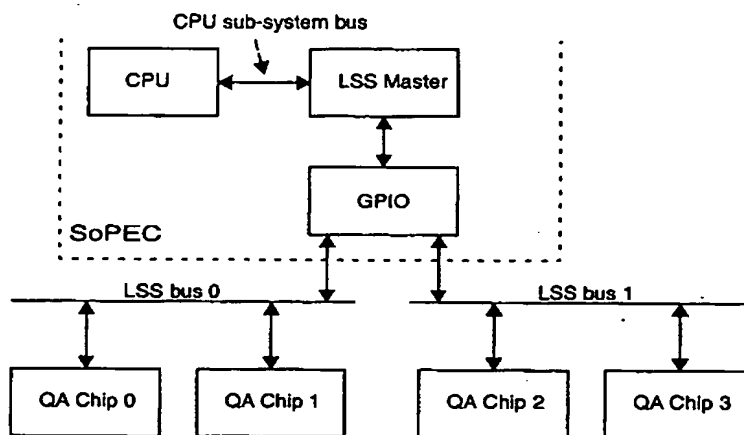 CPU sub-system bus
CPU
LSS Master
GPIO
SoPEC
LSS bus 0
LSS bus 1
QA Chip 0
QA Chip 1
QA Chip 2
QA Chip 3